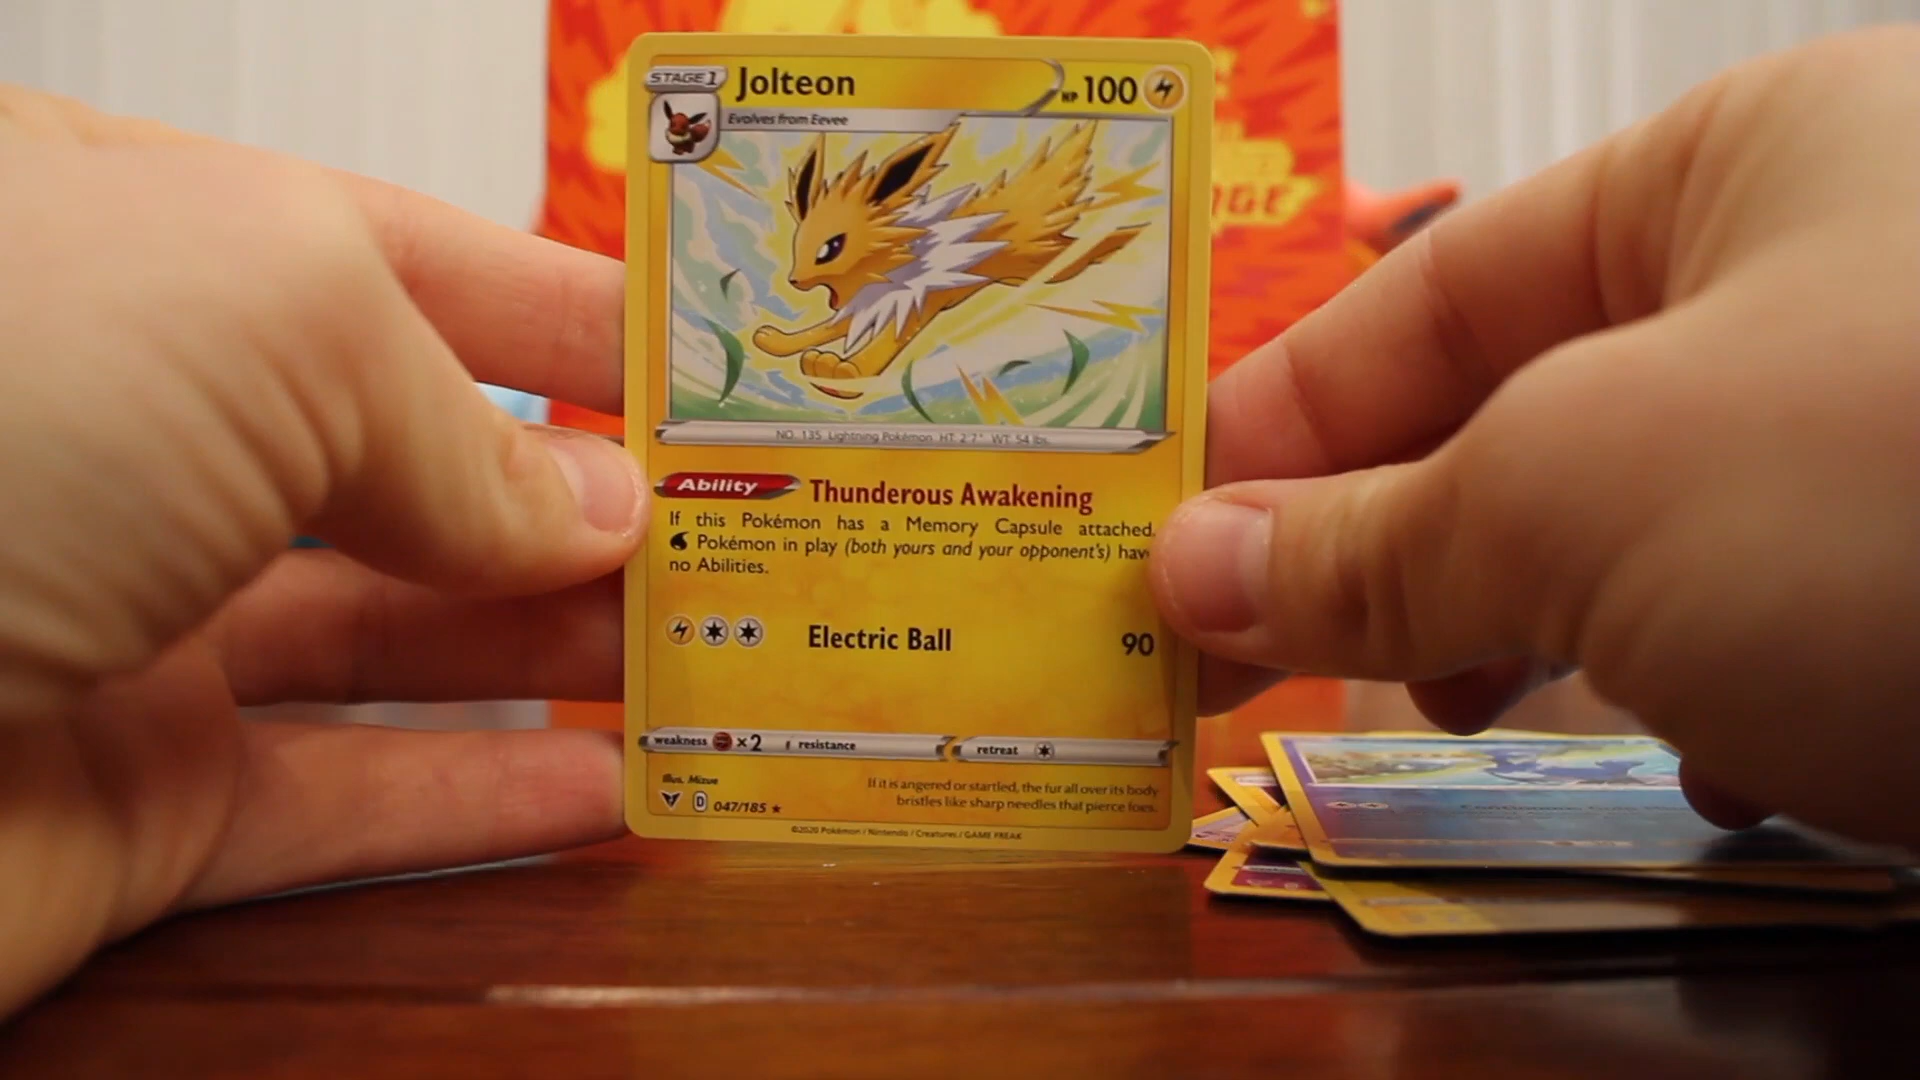 STAGE 1 Jolteon HP 100
Evolves from Eevee
NO. 135 Lightning Pokémon HT: 2'7" WT: 54 lbs.
Ability Thunderous Awakening
If this Pokémon has a Memory Capsule attached,
Pokémon in play (both yours and your opponent's) hav
no Abilities.
Electric Ball 90
weakness ×2 resistance retreat
Illus. Mizue
D 047/185 ★
If it is angered or startled, the fur all over its body
bristles like sharp needles that pierce foes.
©2020 Pokémon / Nintendo / Creatures / GAME FREAK